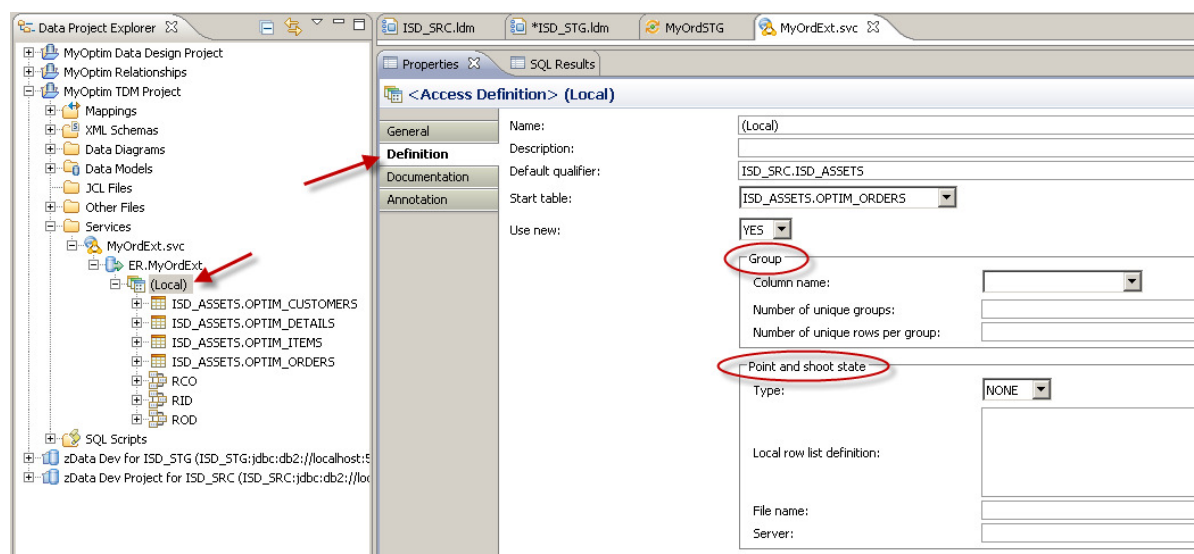 Data Project Explorer
MyOptim Data Design Project
MyOptim Relationships
MyOptim TDM Project
Mappings
XML Schemas
Data Diagrams
Data Models
JCL Files
Other Files
Services
MyOrdExt.svc
ER.MyOrdExt
(Local)
ISD_ASSETS.OPTIM_CUSTOMERS
ISD_ASSETS.OPTIM_DETAILS
ISD_ASSETS.OPTIM_ITEMS
ISD_ASSETS.OPTIM_ORDERS
RCO
RID
ROD
SQL Scripts
zData Dev for ISD_STG (ISD_STG:jdbc:db2://localhost:5
zData Dev Project for ISD_SRC (ISD_SRC:jdbc:db2://loc
ISD_SRC.ldm
*ISD_STG.ldm
MyOrdSTG
MyOrdExt.svc
Properties
SQL Results
<Access Definition> (Local)
General
Definition
Documentation
Annotation
Name: (Local)
Description:
Default qualifier: ISD_SRC.ISD_ASSETS
Start table: ISD_ASSETS.OPTIM_ORDERS
Use new: YES
Group
Column name:
Number of unique groups:
Number of unique rows per group:
Point and shoot state
Type: NONE
Local row list definition:
File name:
Server: